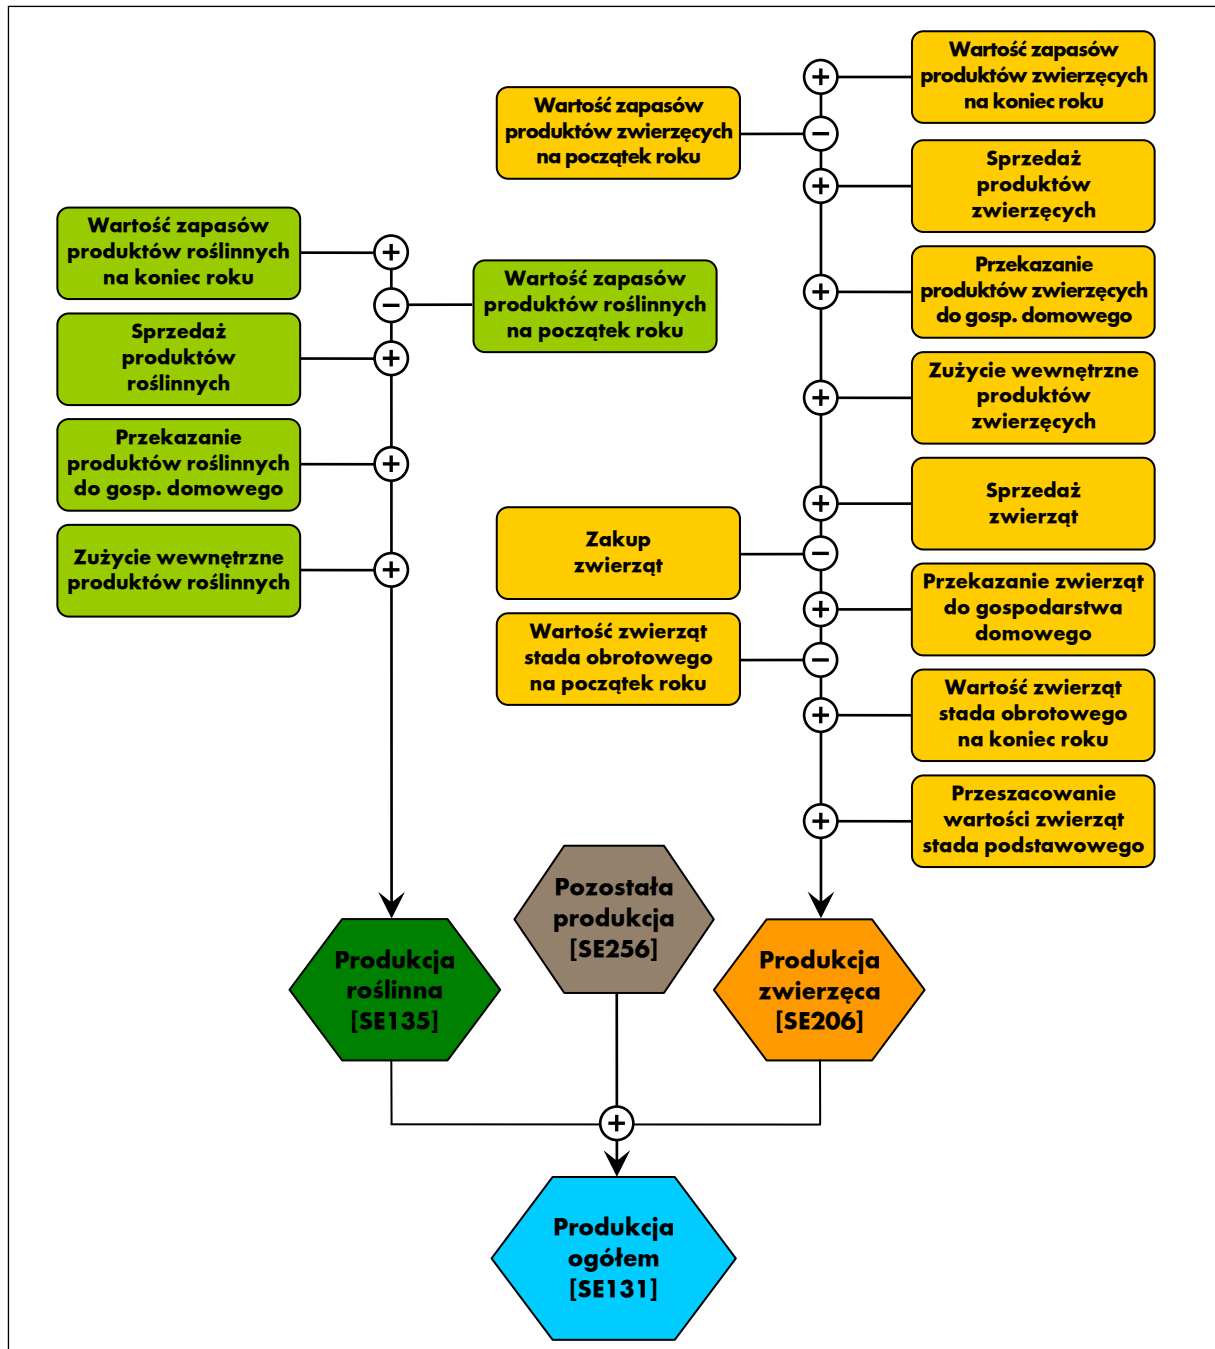 Wartość zapasów
produktów zwierzęcych
na koniec roku
+
Wartość zapasów
produktów zwierzęcych
na początek roku
−
Sprzedaż
produktów
zwierzęcych
+
Wartość zapasów
produktów roślinnych
na koniec roku
+
Wartość zapasów
produktów roślinnych
na początek roku
−
Przekazanie
produktów zwierzęcych
do gosp. domowego
+
Sprzedaż
produktów
roślinnych
+
Zużycie wewnętrzne
produktów
zwierzęcych
+
Przekazanie
produktów roślinnych
do gosp. domowego
+
Sprzedaż
zwierząt
+
Zużycie wewnętrzne
produktów roślinnych
+
Zakup
zwierząt
−
Przekazanie zwierząt
do gospodarstwa
domowego
+
Wartość zwierząt
stada obrotowego
na początek roku
−
Wartość zwierząt
stada obrotowego
na koniec roku
+
Przeszacowanie
wartości zwierząt
stada podstawowego
+
Pozostała
produkcja
[SE256]
Produkcja
roślinna
[SE135]
Produkcja
zwierzęca
[SE206]
+
Produkcja
ogółem
[SE131]